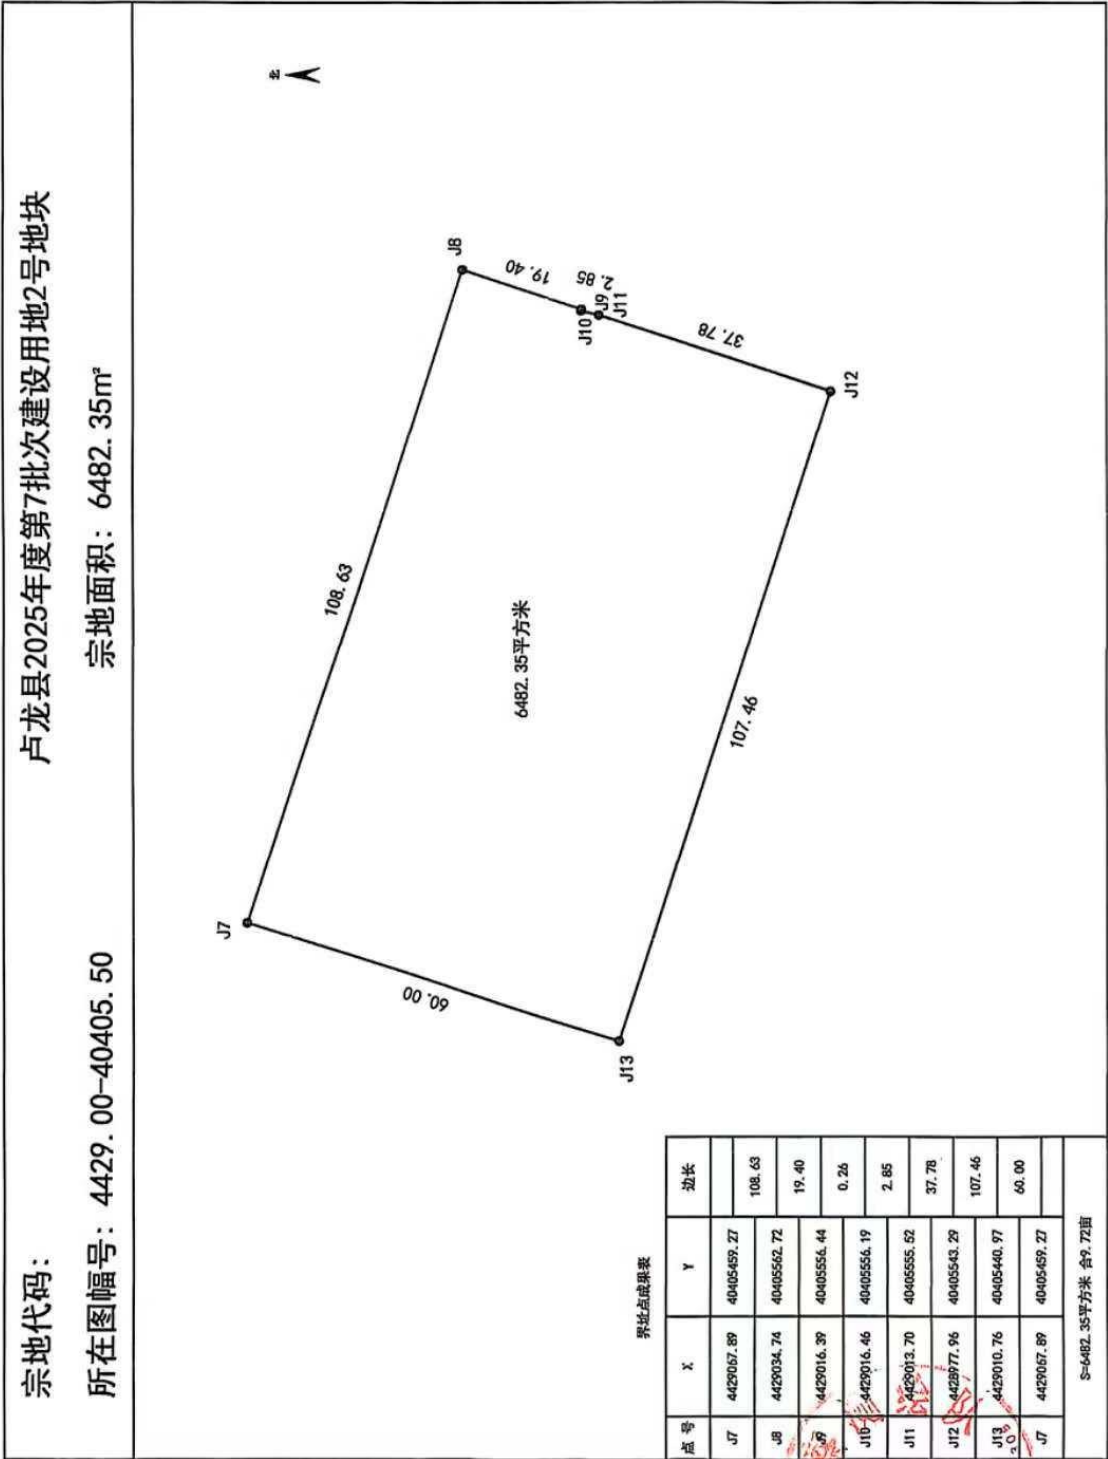 宗地代码：
卢龙县2025年度第7批次建设用地2号地块
所在图幅号：4429.00-40405.50
宗地面积：6482.35㎡
北
J7
108.63
J8
19.40
2.85
J9
J10
J11
37.78
J12
107.46
J13
60.00
6482.35平方米
界址点成果表
点号 X Y 边长
J7 4429067.89 40405459.27
108.63
J8 4429034.74 40405562.72
19.40
J9 4429016.39 40405556.44
0.26
J10 4429016.46 40405556.19
2.85
J11 4429013.70 40405555.52
37.78
J12 4428977.96 40405543.29
107.46
J13 4429010.76 40405440.97
60.00
J7 4429067.89 40405459.27
S=6482.35平方米 合9.72亩